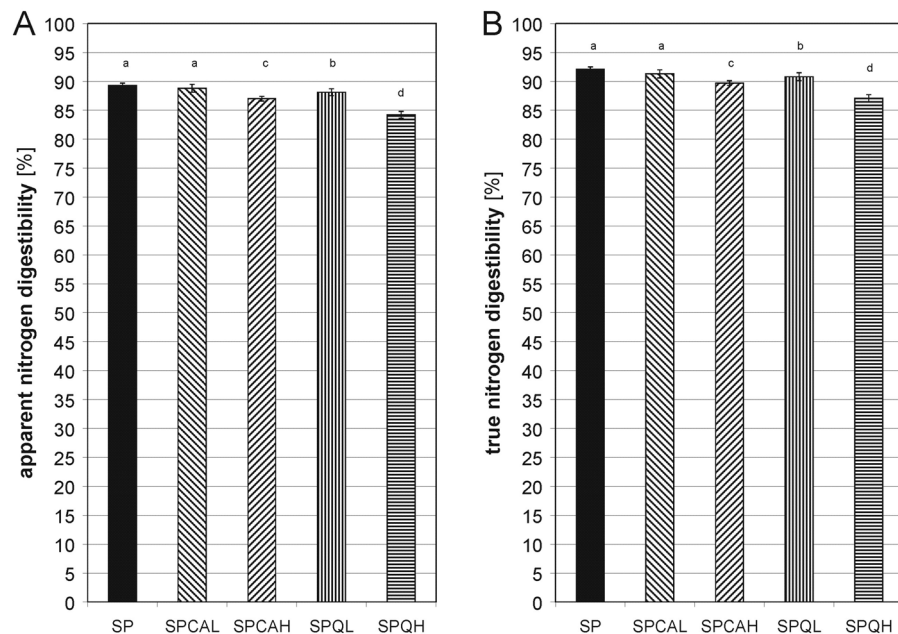 A
apparent nitrogen digestibility [%]
100
95
90
85
80
75
70
65
60
55
50
45
40
35
30
25
20
15
10
5
0
a
a
c
b
d
SP
SPCAL
SPCAH
SPQL
SPQH
B
true nitrogen digestibility [%]
100
95
90
85
80
75
70
65
60
55
50
45
40
35
30
25
20
15
10
5
0
a
a
c
b
d
SP
SPCAL
SPCAH
SPQL
SPQH